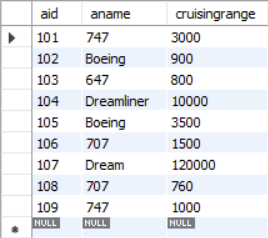 aid aname cruisingrange
101 747 3000
102 Boeing 900
103 647 800
104 Dreamliner 10000
105 Boeing 3500
106 707 1500
107 Dream 120000
108 707 760
109 747 1000
NULL NULL NULL